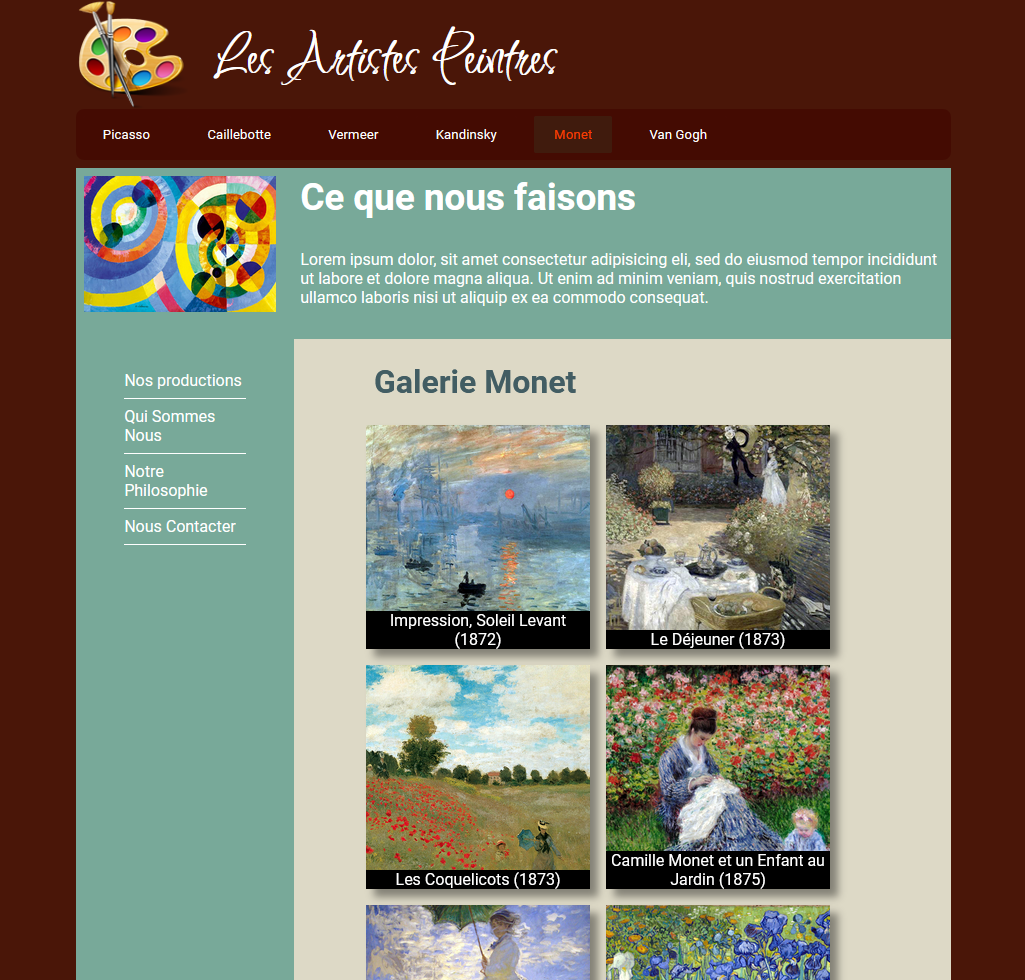 Les Artistes Peintres
Picasso Caillebotte Vermeer Kandinsky Monet Van Gogh
Ce que nous faisons
Lorem ipsum dolor, sit amet consectetur adipisicing eli, sed do eiusmod tempor incididunt
ut labore et dolore magna aliqua. Ut enim ad minim veniam, quis nostrud exercitation
ullamco laboris nisi ut aliquip ex ea commodo consequat.
Nos productions
Qui Sommes
Nous
Notre
Philosophie
Nous Contacter
Galerie Monet
Impression, Soleil Levant
(1872)
Le Déjeuner (1873)
Les Coquelicots (1873)
Camille Monet et un Enfant au
Jardin (1875)